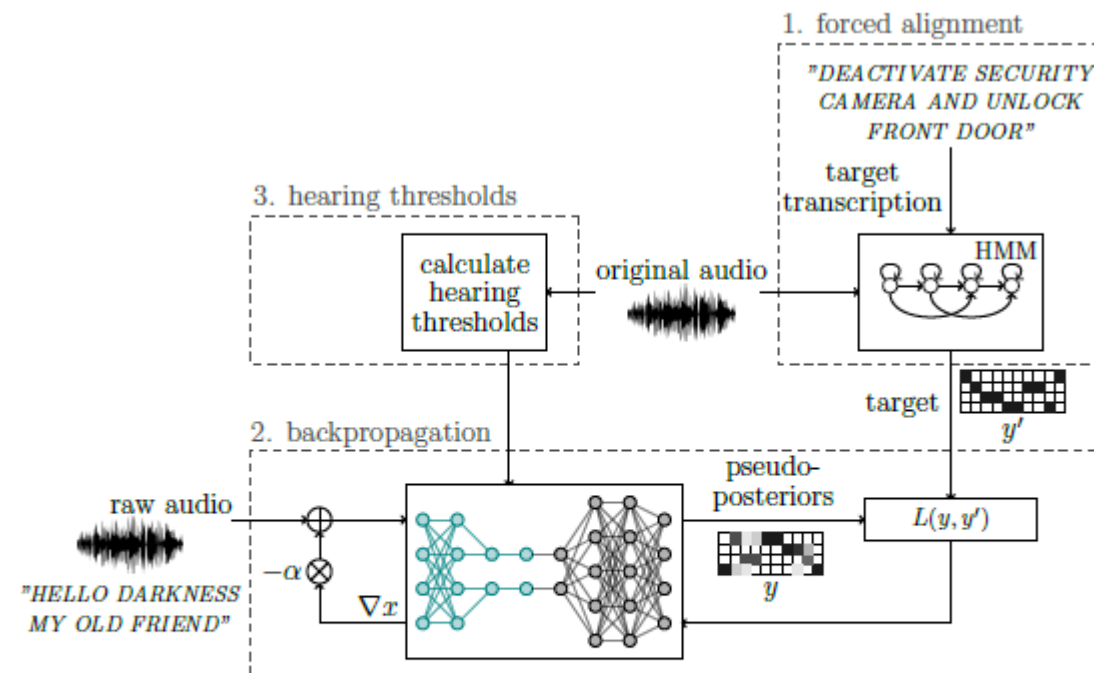 1. forced alignment
"DEACTIVATE SECURITY
CAMERA AND UNLOCK
FRONT DOOR"
target
transcription
3. hearing thresholds
HMM
calculate
hearing
thresholds
original audio
target
y′
2. backpropagation
pseudo-
posteriors
raw audio
L(y, y′)
−α
y
∇x
"HELLO DARKNESS
MY OLD FRIEND"